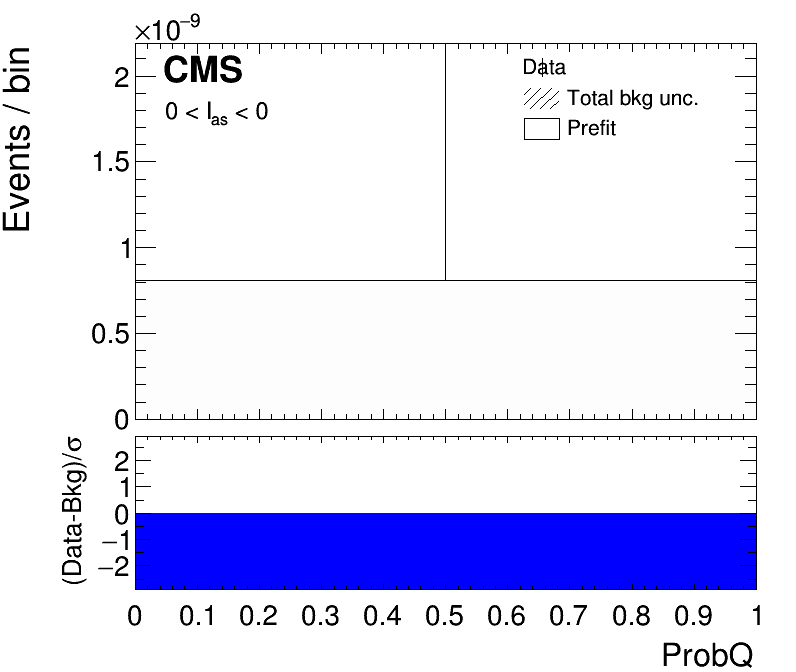 ×10⁻⁹
Events / bin
CMS
0 < I_as < 0
Data
Total bkg unc.
Prefit
2
1.5
1
0.5
0
(Data-Bkg)/σ
2
1
0
−1
−2
0 0.1 0.2 0.3 0.4 0.5 0.6 0.7 0.8 0.9 1
ProbQ